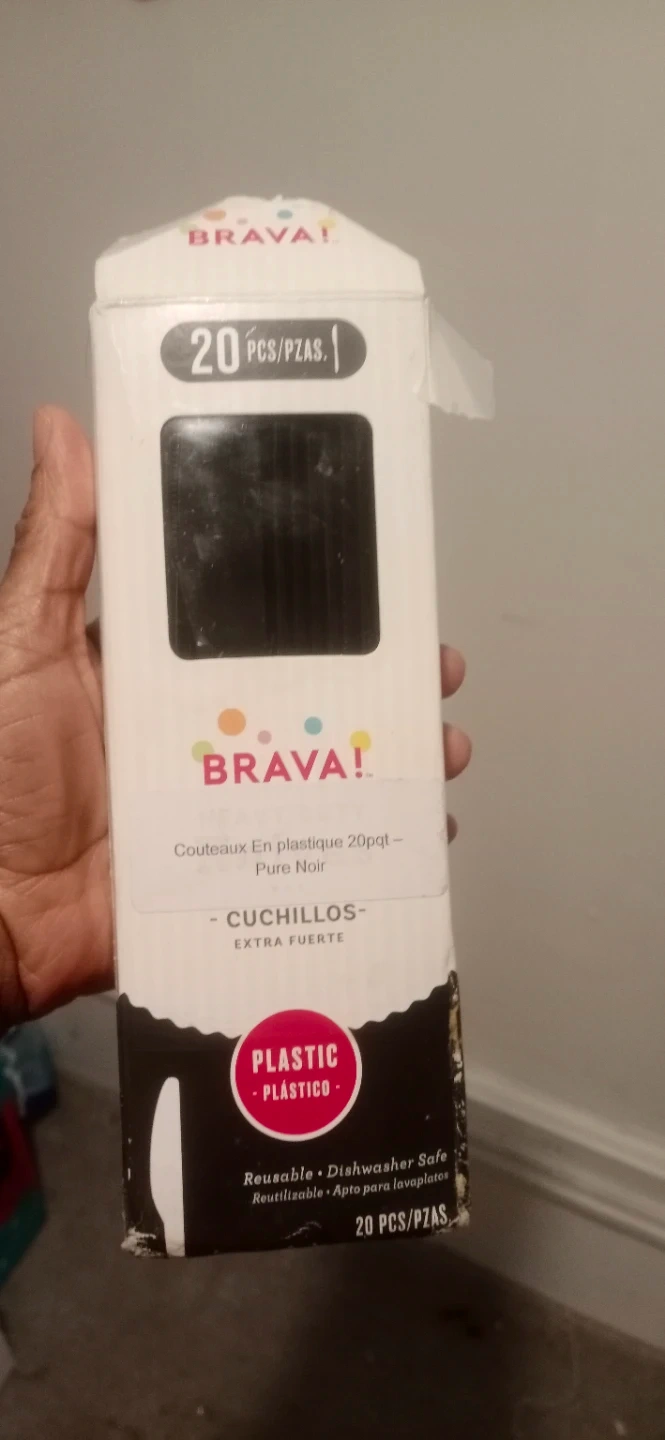 BRAVA!
20 PCS/PZAS.
BRAVA!™
Couteaux En plastique 20pqt –
Pure Noir
- CUCHILLOS-
EXTRA FUERTE
PLASTIC
- PLÁSTICO -
Reusable • Dishwasher Safe
Reutilizable • Apto para lavaplatos
20 PCS/PZAS.